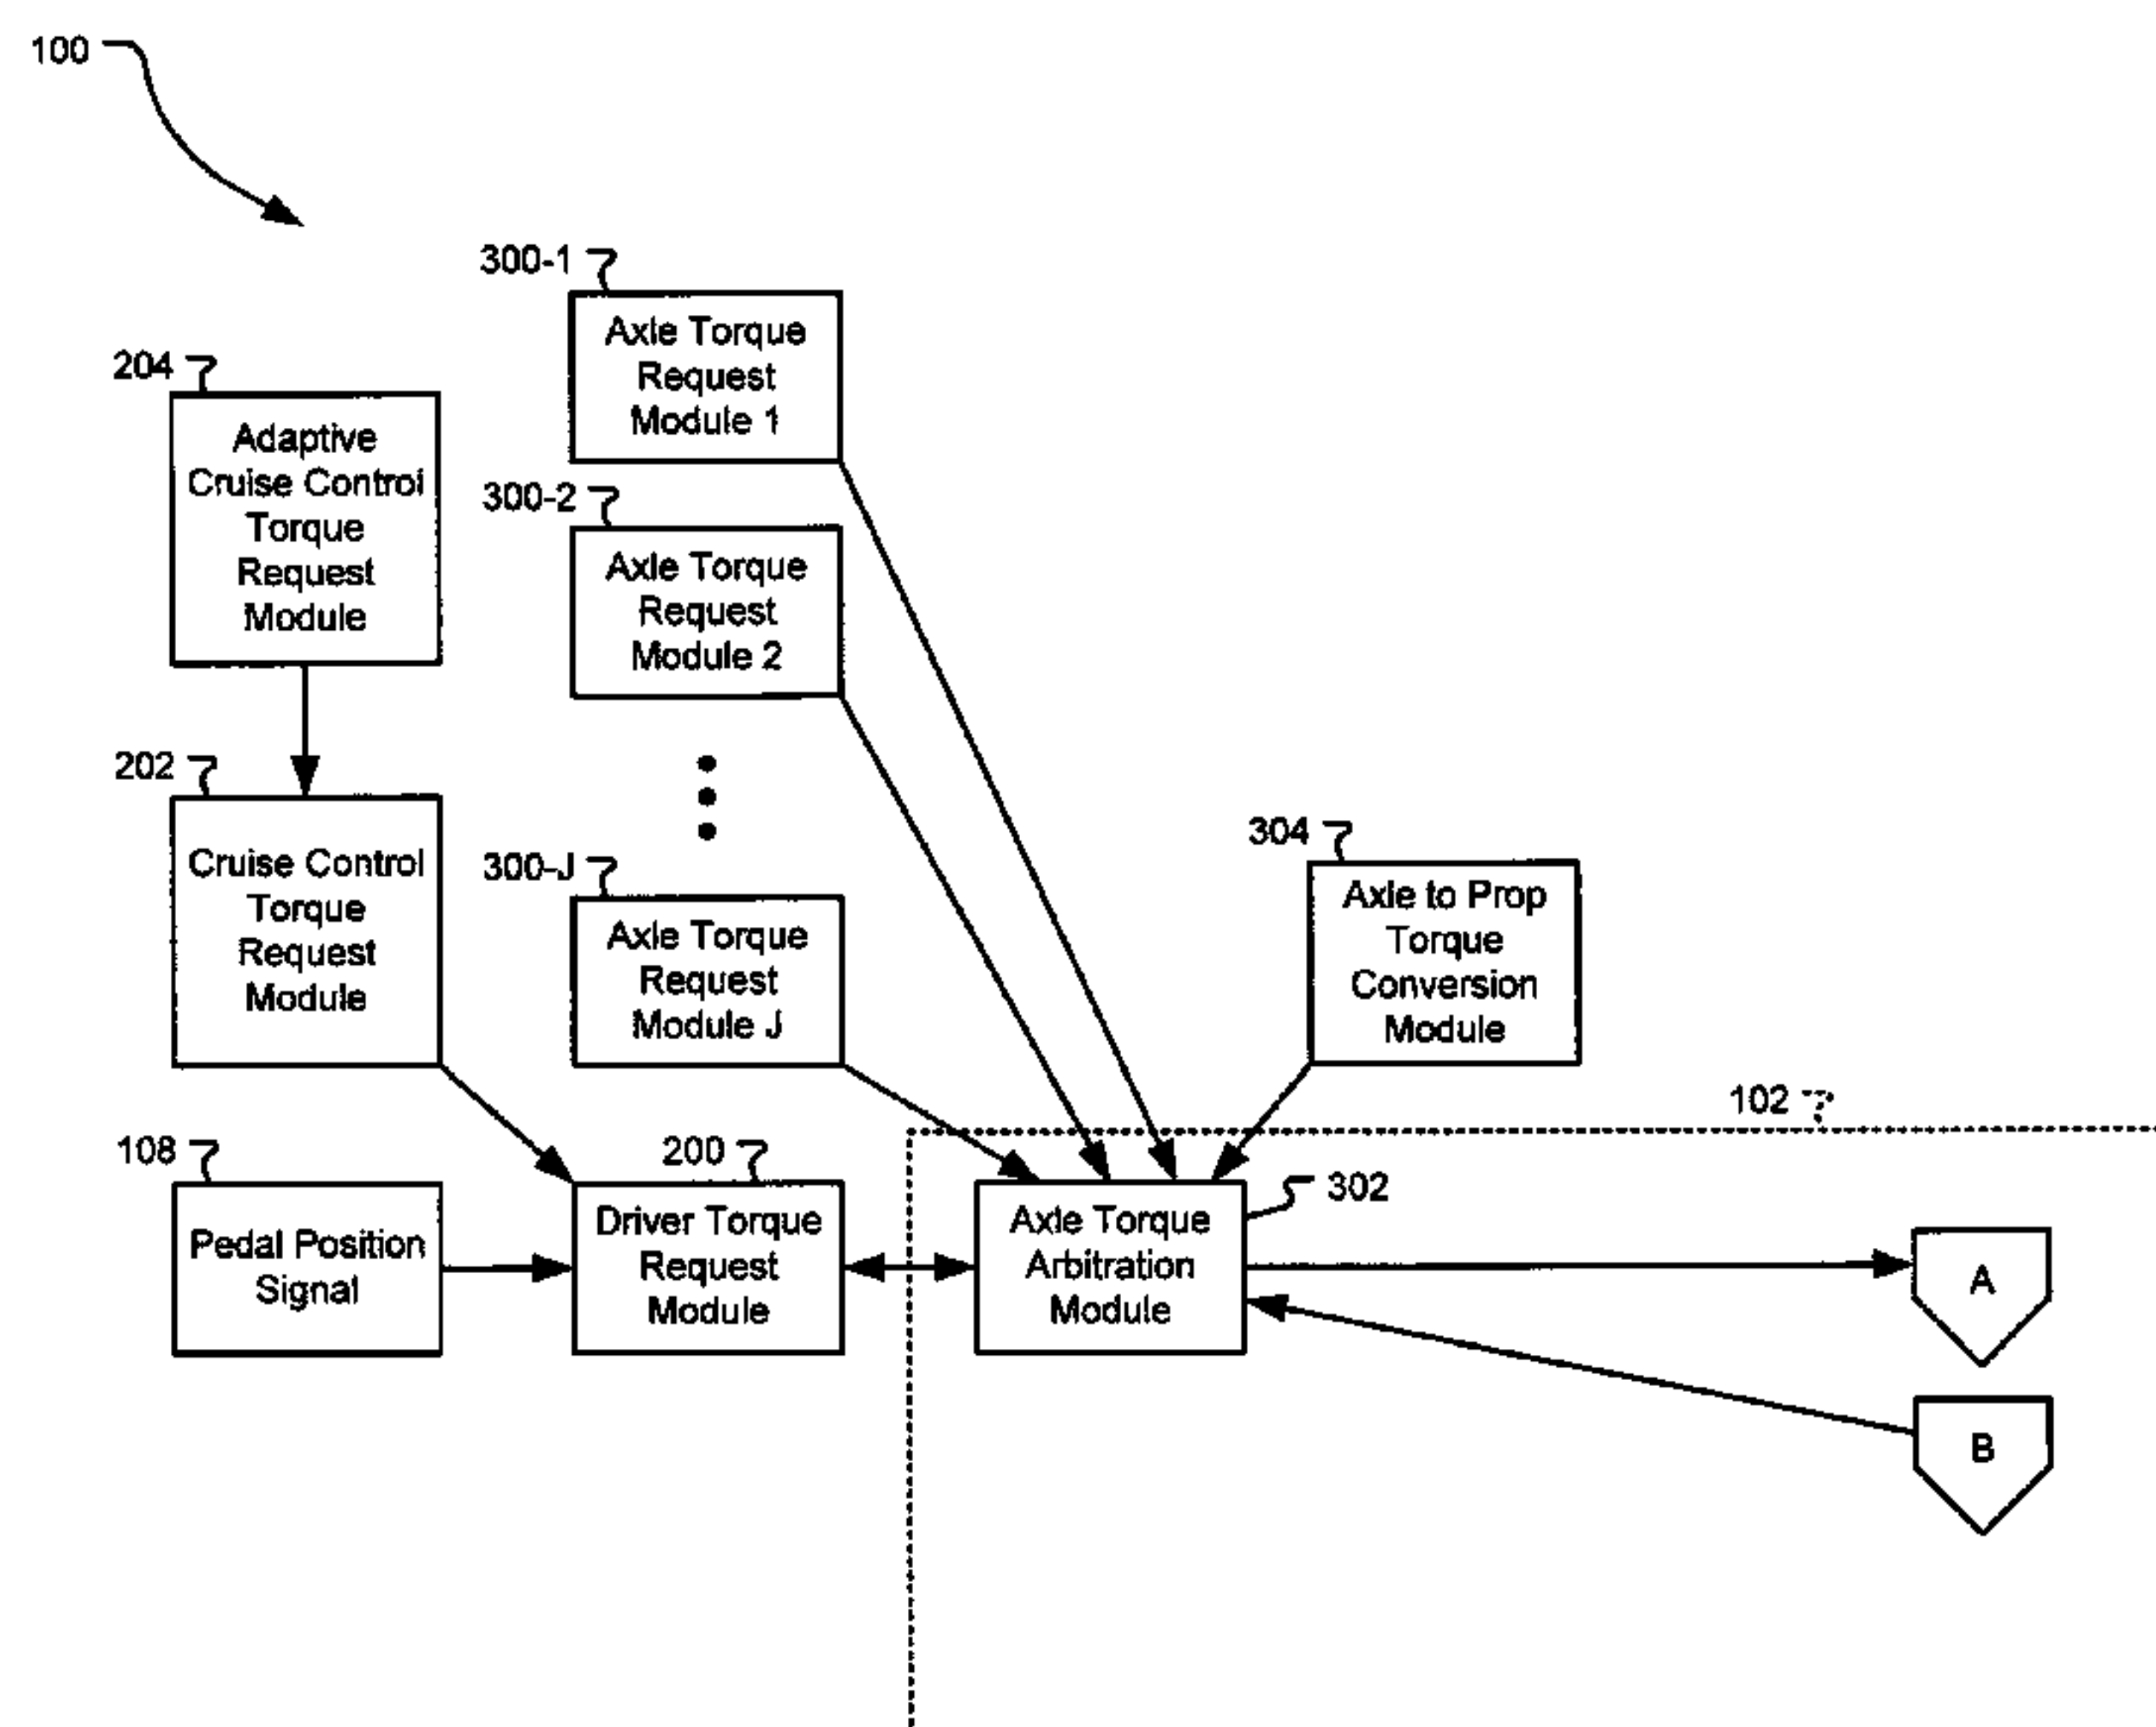 100
300-1
Axle Torque
Request
Module 1
204
Adaptive
Cruise Control
Torque
Request
Module
300-2
Axle Torque
Request
Module 2
202
Cruise Control
Torque
Request
Module
300-J
Axle Torque
Request
Module J
304
Axle to Prop
Torque
Conversion
Module
102
108
Pedal Position
Signal
200
Driver Torque
Request
Module
302
Axle Torque
Arbitration
Module
A
B